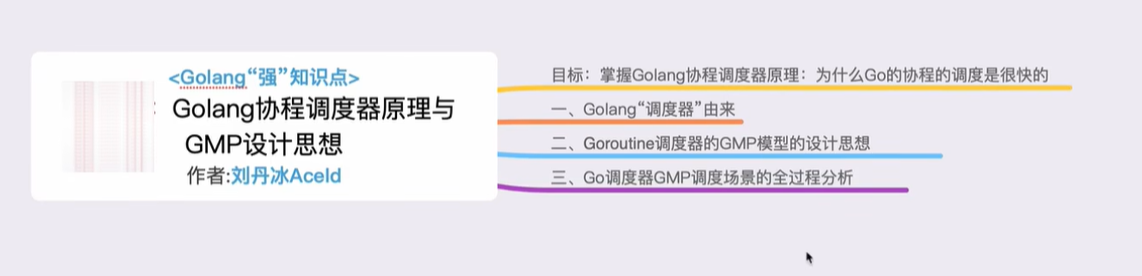 <Golang“强”知识点>
Golang协程调度器原理与
GMP设计思想
作者:刘丹冰Aceld
目标：掌握Golang协程调度器原理：为什么Go的协程的调度是很快的
一、Golang“调度器”由来
二、Goroutine调度器的GMP模型的设计思想
三、Go调度器GMP调度场景的全过程分析